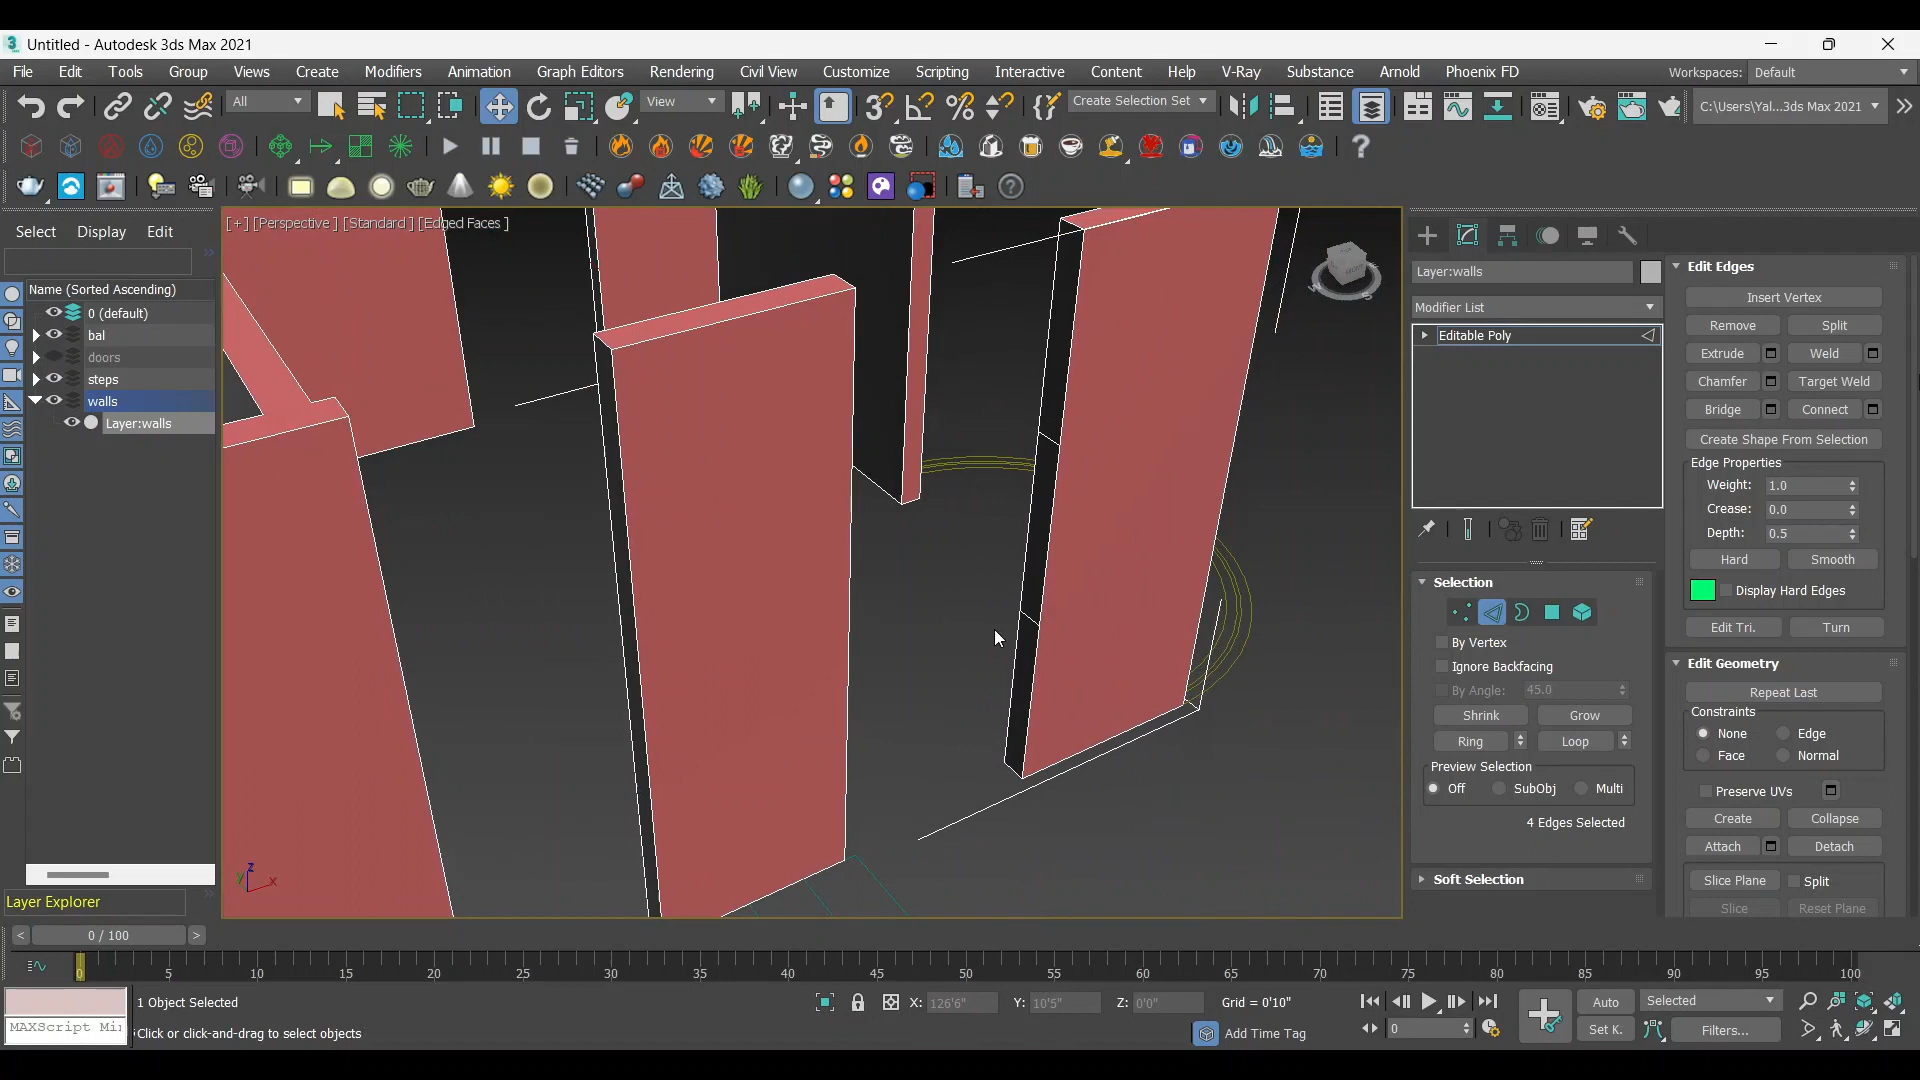 Untitled - Autodesk 3ds Max 2021
File Edit Tools Group Views Create Modifiers Animation Graph Editors Rendering Civil View Customize Scripting Interactive Content Help V-Ray Substance Arnold Phoenix FD Workspaces: Default
All View Create Selection Set C:\Users\Yal...3ds Max 2021
Select Display Edit
Name (Sorted Ascending)
0 (default)
bal
doors
steps
walls
Layer:walls
Layer Explorer
[+] [Perspective ] [Standard ] [Edged Faces ]
z
x
y
Layer:walls
Modifier List
Editable Poly
Selection
By Vertex
Ignore Backfacing
By Angle: 45.0
Shrink Grow
Ring Loop
Preview Selection
Off SubObj Multi
4 Edges Selected
Soft Selection
Edit Edges
Insert Vertex
Remove Split
Extrude Weld
Chamfer Target Weld
Bridge Connect
Create Shape From Selection
Edge Properties
Weight: 1.0
Crease: 0.0
Depth: 0.5
Hard Smooth
Display Hard Edges
Edit Tri. Turn
Edit Geometry
Repeat Last
Constraints
None Edge
Face Normal
Preserve UVs
Create Collapse
Attach Detach
Slice Plane Split
Slice Reset Plane
< 0 / 100 >
0 5 10 15 20 25 30 35 40 45 50 55 60 65 70 75 80 85 90 95 100
1 Object Selected X: 126'6" Y: 10'5" Z: 0'0" Grid = 0'10" Auto Selected
MAXScript Mi Click or click-and-drag to select objects Add Time Tag 0 Set K. Filters...